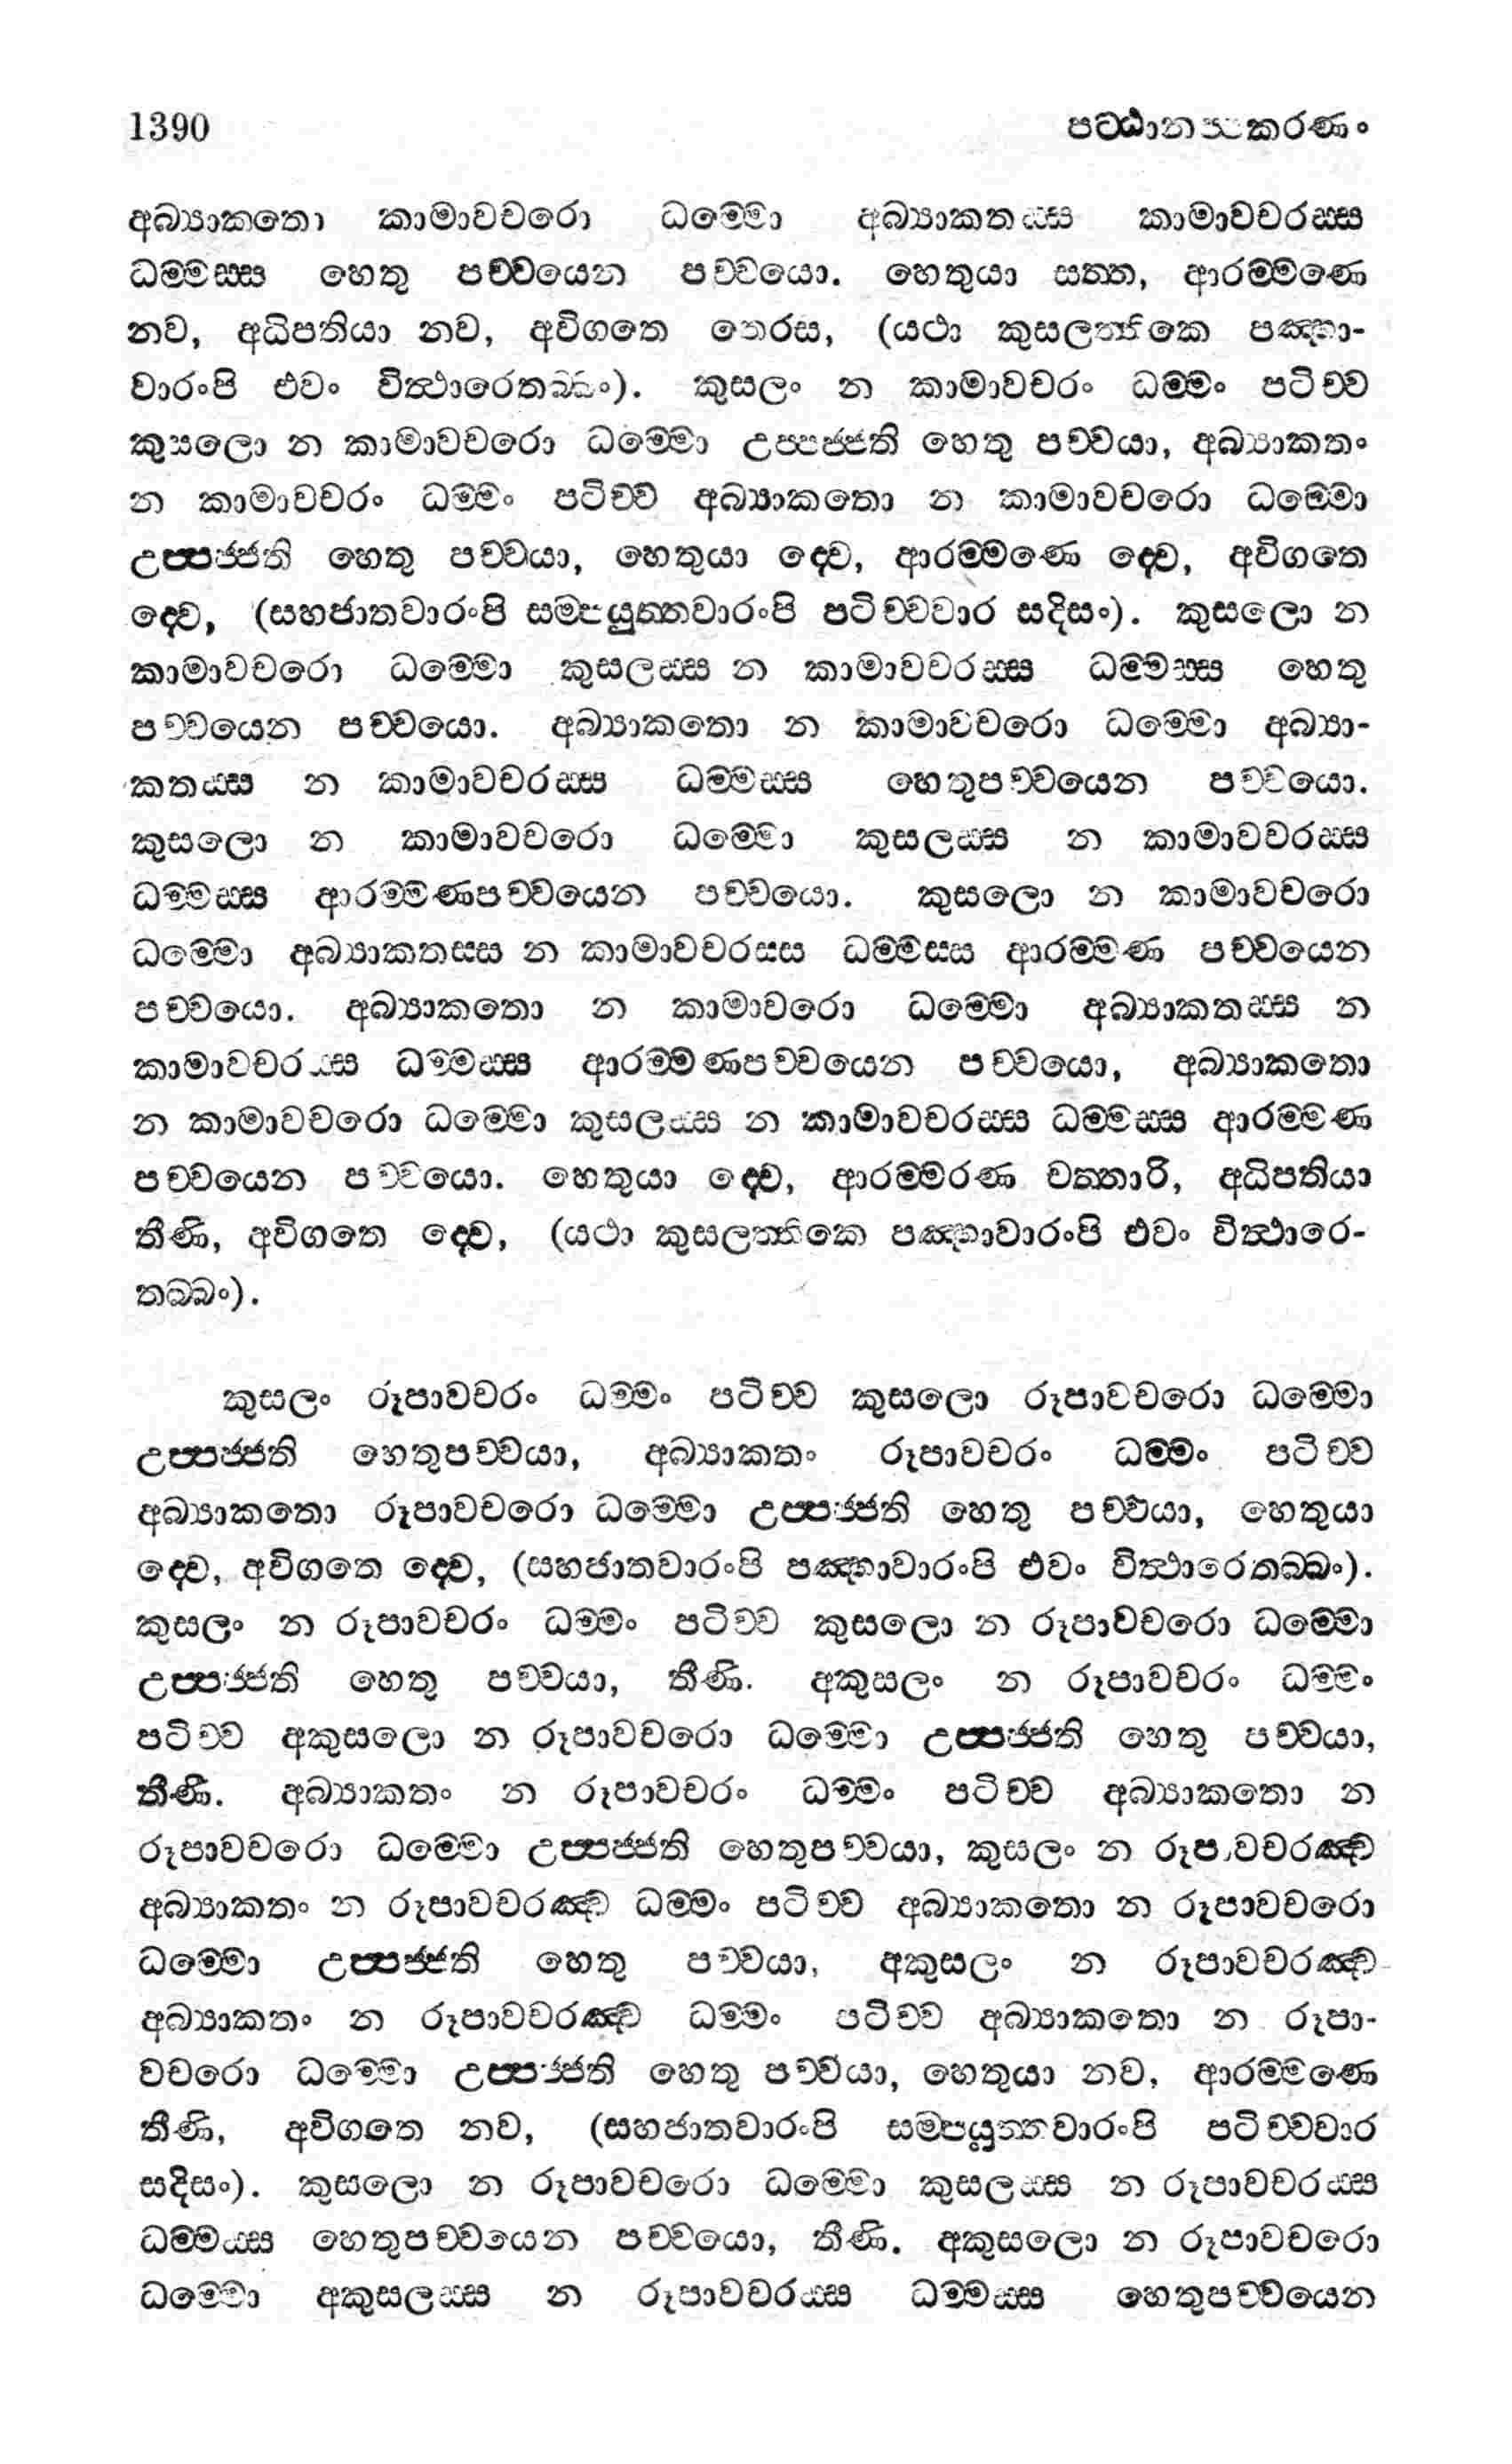 1390 පට්ඨානප්පකරණං
අබ්‍යාකතො කාමාවචරො ධම්මො අබ්‍යාකතස්ස කාමාවචරස්ස
ධම්මස්ස හෙතු පච්චයෙන පච්චයො. හෙතුයා සත්ත, ආරම්මණෙ
නව, අධිපතියා නව, අවිගතෙ තෙරස, (යථා කුසලත්තිකෙ පඤ්හා-
වාරංපි එවං විත්ථාරෙතබ්බං). කුසලං න කාමාවචරං ධම්මං පටිච්ච
කුසලො න කාමාවචරො ධම්මො උප්පජ්ජති හෙතු පච්චයා, අබ්‍යාකතං
න කාමාවචරං ධම්මං පටිච්ච අබ්‍යාකතො න කාමාවචරො ධම්මො
උප්පජ්ජති හෙතු පච්චයා, හෙතුයා ද්වෙ, ආරම්මණෙ ද්වෙ, අවිගතෙ
ද්වෙ, (සහජාතවාරංපි සම්පයුත්තවාරංපි පටිච්චවාර සදිසං). කුසලො න
කාමාවචරො ධම්මො කුසලස්ස න කාමාවචරස්ස ධම්මස්ස හෙතු
පච්චයෙන පච්චයො. අබ්‍යාකතො න කාමාවචරො ධම්මො අබ්‍යා-
කතස්ස න කාමාවචරස්ස ධම්මස්ස හෙතුපච්චයෙන පච්චයො.
කුසලො න කාමාවචරො ධම්මො කුසලස්ස න කාමාවචරස්ස
ධම්මස්ස ආරම්මණපච්චයෙන පච්චයො. කුසලො න කාමාවචරො
ධම්මො අබ්‍යාකතස්ස න කාමාවචරස්ස ධම්මස්ස ආරම්මණ පච්චයෙන
පච්චයො. අබ්‍යාකතො න කාමාවරො ධම්මො අබ්‍යාකතස්ස න
කාමාවචරස්ස ධම්මස්ස ආරම්මණපච්චයෙන පච්චයො, අබ්‍යාකතො
න කාමාවචරො ධම්මො කුසලස්ස න කාමාවචරස්ස ධම්මස්ස ආරම්මණ
පච්චයෙන පච්චයො. හෙතුයා ද්වෙ, ආරම්මරණ චත්තාරි, අධිපතියා
තීණි, අවිගතෙ ද්වෙ, (යථා කුසලත්තිකෙ පඤ්හාවාරංපි එවං විත්ථාරෙ-
තබ්බං).
කුසලං රූපාවචරං ධම්මං පටිච්ච කුසලො රූපාවචරො ධම්මො
උප්පජ්ජති හෙතුපච්චයා, අබ්‍යාකතං රූපාවචරං ධම්මං පටිච්ච
අබ්‍යාකතො රූපාවචරො ධම්මො උප්පජ්ජති හෙතු පච්චයා, හෙතුයා
ද්වෙ, අවිගතෙ ද්වෙ, (සහජාතවාරංපි පඤ්හාවාරංපි එවං විත්ථාරෙතබ්බං).
කුසලං න රූපාවචරං ධම්මං පටිච්ච කුසලො න රූපාවචරො ධම්මො
උප්පජ්ජති හෙතු පච්චයා, තීණි. අකුසලං න රූපාවචරං ධම්මං
පටිච්ච අකුසලො න රූපාවචරො ධම්මො උප්පජ්ජති හෙතු පච්චයා,
තීණි. අබ්‍යාකතං න රූපාවචරං ධම්මං පටිච්ච අබ්‍යාකතො න
රූපාවචරො ධම්මො උප්පජ්ජති හෙතුපච්චයා, කුසලං න රූපාවචරඤ්ච
අබ්‍යාකතං න රූපාවචරඤ්ච ධම්මං පටිච්ච අබ්‍යාකතො න රූපාවචරො
ධම්මො උප්පජ්ජති හෙතු පච්චයා, අකුසලං න රූපාවචරඤ්ච
අබ්‍යාකතං න රූපාවචරඤ්ච ධම්මං පටිච්ච අබ්‍යාකතො න රූපා-
වචරො ධම්මො උප්පජ්ජති හෙතු පච්චයා, හෙතුයා නව, ආරම්මණෙ
තීණි, අවිගතෙ නව, (සහජාතවාරංපි සම්පයුත්තවාරංපි පටිච්චවාර
සදිසං). කුසලො න රූපාවචරො ධම්මො කුසලස්ස න රූපාවචරස්ස
ධම්මස්ස හෙතුපච්චයෙන පච්චයො, තීණි. අකුසලො න රූපාවචරො
ධම්මො අකුසලස්ස න රූපාවචරස්ස ධම්මස්ස හෙතුපච්චයෙන